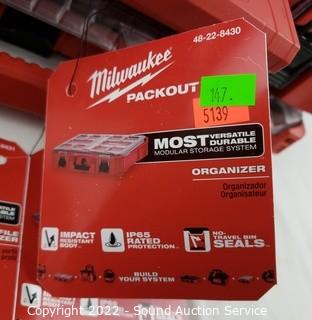 48-22-8430
Milwaukee
PACKOUT
147.
5139
MOST VERSATILE
DURABLE
MODULAR STORAGE SYSTEM
ORGANIZER
Organizador
Organisateur
IMPACT
RESISTANT
BODY
IP65
RATED
PROTECTION
NO-
TRAVEL BIN
SEALS
BUILD
YOUR SYSTEM
Copyright 2022 - Sound Auction Service